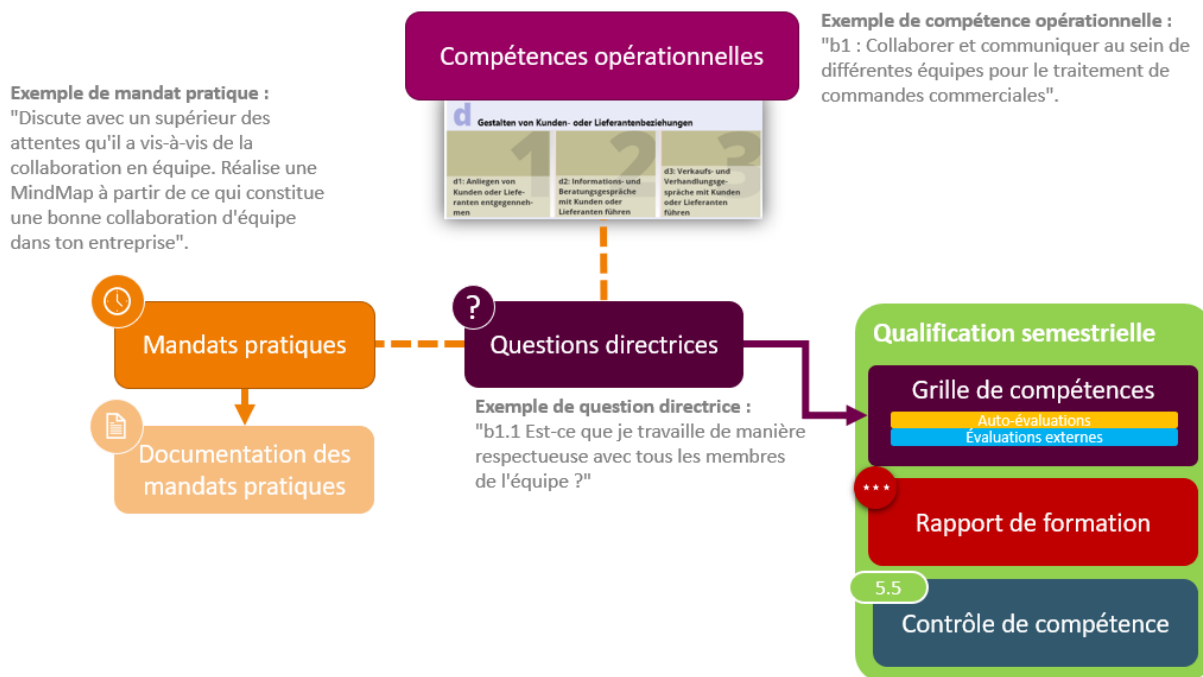 Exemple de compétence opérationnelle :
"b1 : Collaborer et communiquer au sein de
différentes équipes pour le traitement de
commandes commerciales".
Compétences opérationnelles
d Gestalten von Kunden- oder Lieferantenbeziehungen
1
d1: Anliegen von
Kunden oder Liefe-
ranten entgegenneh-
men
2
d2: Informations- und
Beratungsgespräche
mit Kunden oder
Lieferanten führen
3
d3: Verkaufs- und
Verhandlungsge-
spräche mit Kunden
oder Lieferanten
führen
Exemple de mandat pratique :
"Discute avec un supérieur des
attentes qu'il a vis-à-vis de la
collaboration en équipe. Réalise une
MindMap à partir de ce qui constitue
une bonne collaboration d'équipe
dans ton entreprise".
Mandats pratiques
Documentation des
mandats pratiques
?
Questions directrices
Exemple de question directrice :
"b1.1 Est-ce que je travaille de manière
respectueuse avec tous les membres
de l'équipe ?"
Qualification semestrielle
Grille de compétences
Auto-évaluations
Évaluations externes
Rapport de formation
5.5
Contrôle de compétence